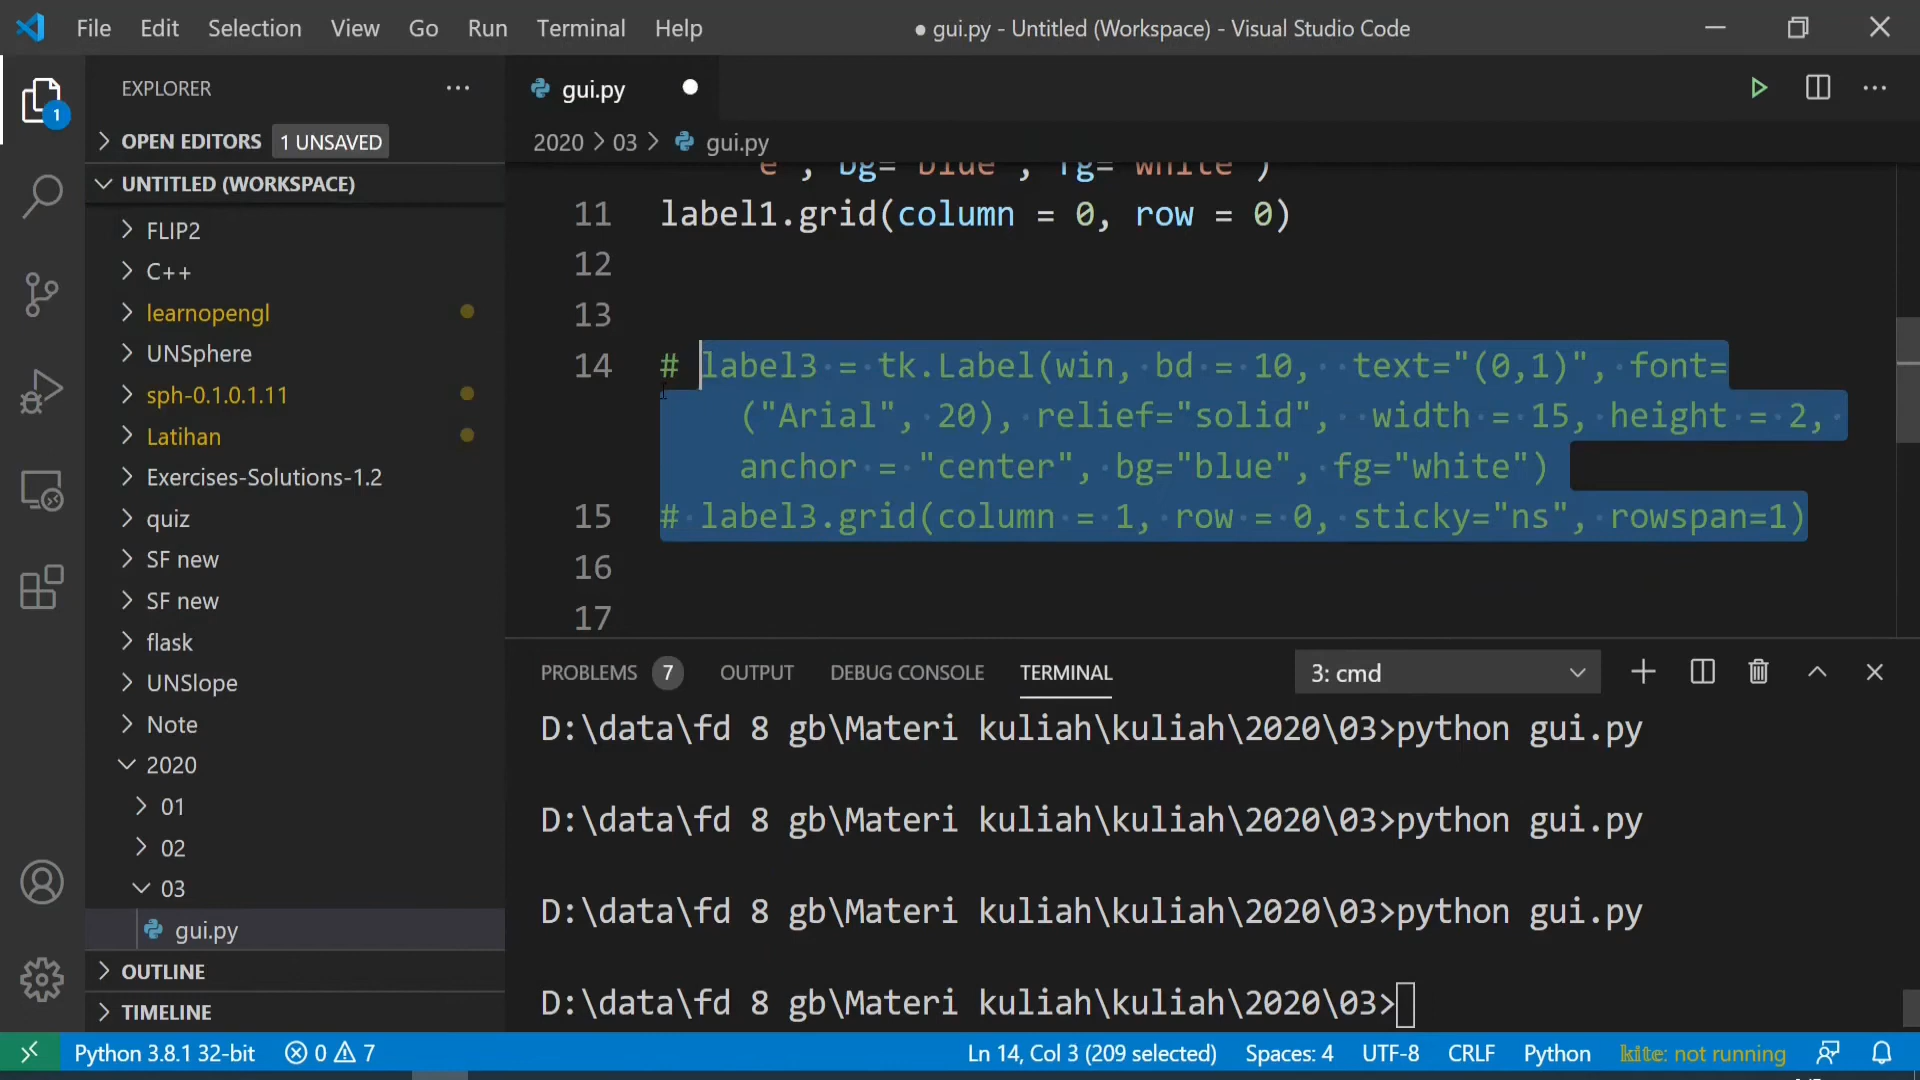 File Edit Selection View Go Run Terminal Help
● gui.py - Untitled (Workspace) - Visual Studio Code
EXPLORER
OPEN EDITORS 1 UNSAVED
UNTITLED (WORKSPACE)
FLIP2
C++
learnopengl
UNSphere
sph-0.1.0.1.11
Latihan
Exercises-Solutions-1.2
quiz
SF new
SF new
flask
UNSlope
Note
2020
01
02
03
gui.py
OUTLINE
TIMELINE
1
gui.py
2020 > 03 > gui.py
e", bg="blue", fg="white")
11 label1.grid(column = 0, row = 0)
12
13
14 # label3 = tk.Label(win, bd = 10,  text="(0,1)", font=
("Arial", 20), relief="solid",  width = 15, height = 2,
anchor = "center", bg="blue", fg="white")
15 # label3.grid(column = 1, row = 0, sticky="ns", rowspan=1)
16
17
PROBLEMS 7 OUTPUT DEBUG CONSOLE TERMINAL 3: cmd
D:\data\fd 8 gb\Materi kuliah\kuliah\2020\03>python gui.py
D:\data\fd 8 gb\Materi kuliah\kuliah\2020\03>python gui.py
D:\data\fd 8 gb\Materi kuliah\kuliah\2020\03>python gui.py
D:\data\fd 8 gb\Materi kuliah\kuliah\2020\03>
Python 3.8.1 32-bit 0 7 Ln 14, Col 3 (209 selected) Spaces: 4 UTF-8 CRLF Python kite: not running